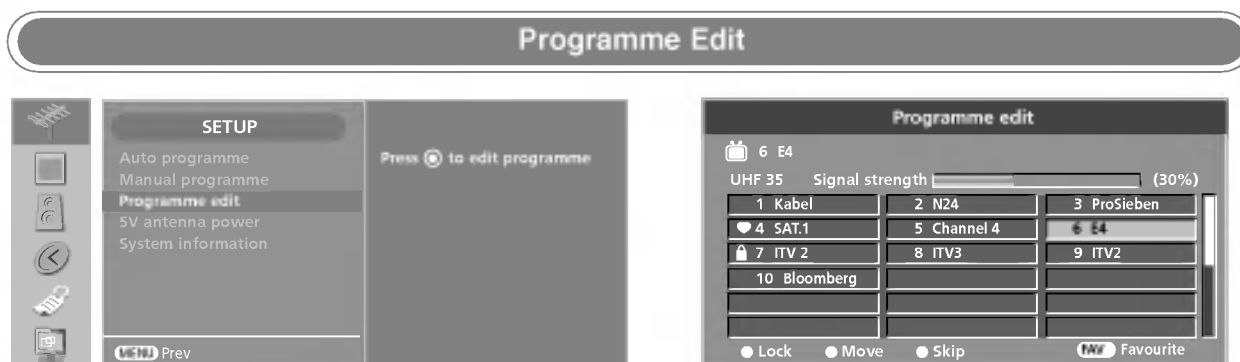 Programme Edit
SETUP
Auto programme
Manual programme
Programme edit
5V antenna power
System information
Press to edit programme
MENU Prev
Programme edit
6 E4
UHF 35 Signal strength (30%)
1 Kabel 2 N24 3 ProSieben
4 SAT.1 5 Channel 4 6 E4
7 ITV 2 8 ITV3 9 ITV2
10 Bloomberg
Lock Move Skip FAV Favourite